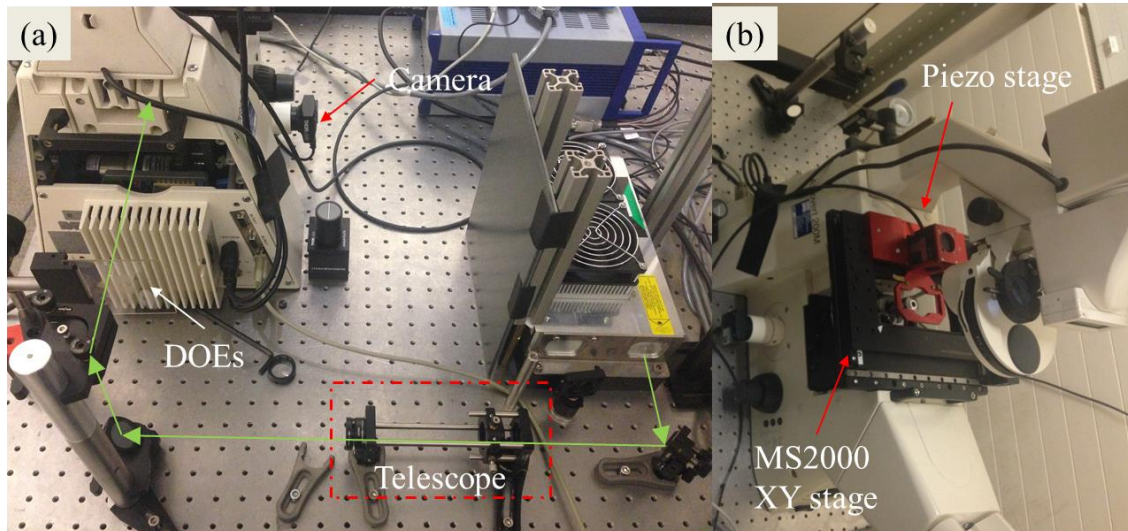 (a)
Camera
DOEs
Telescope
(b)
Piezo stage
MS2000
XY stage